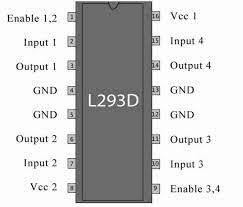 Enable 1,2 1 16 Vcc 1
Input 1 2 15 Input 4
Output 1 3 14 Output 4
GND 4 13 GND
L293D
GND 5 12 GND
Output 2 6 11 Output 3
Input 2 7 10 Input 3
Vcc 2 8 9 Enable 3,4